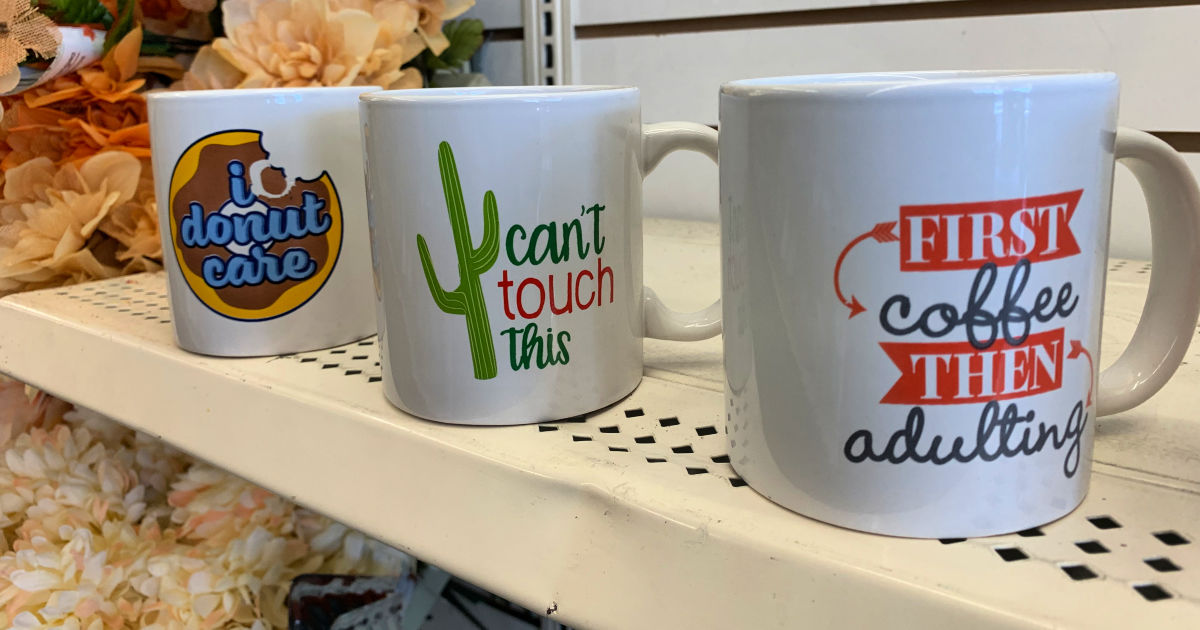 i
donut
care
can't
touch
this
FIRST
coffee
THEN
adulting